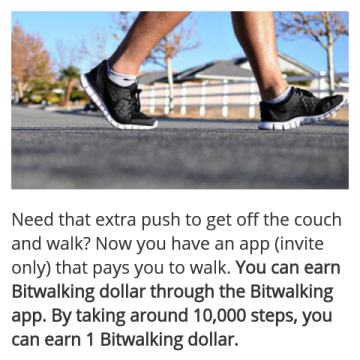 Need that extra push to get off the couch
and walk? Now you have an app (invite
only) that pays you to walk. You can earn
Bitwalking dollar through the Bitwalking
app. By taking around 10,000 steps, you
can earn 1 Bitwalking dollar.